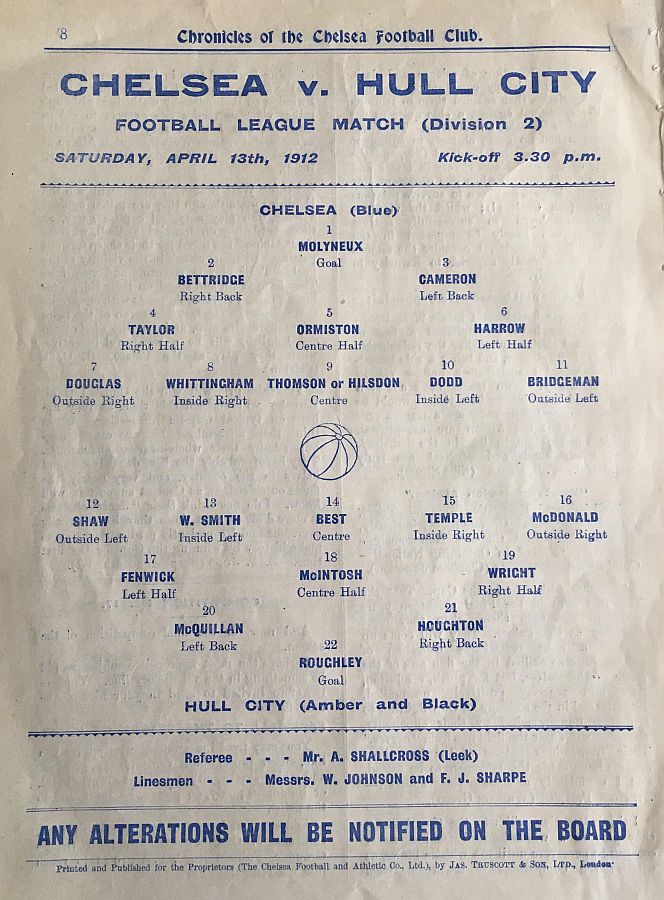 8 Chronicles of the Chelsea Football Club.
CHELSEA v. HULL CITY
FOOTBALL LEAGUE MATCH (Division 2)
SATURDAY, APRIL 13th, 1912 Kick-off 3.30 p.m.
CHELSEA (Blue)
1
MOLYNEUX
Goal
2 3
BETTRIDGE CAMERON
Right Back Left Back
4 5 6
TAYLOR ORMISTON HARROW
Right Half Centre Half Left Half
7 8 9 10 11
DOUGLAS WHITTINGHAM THOMSON or HILSDON DODD BRIDGEMAN
Outside Right Inside Right Centre Inside Left Outside Left
12 13 14 15 16
SHAW W. SMITH BEST TEMPLE McDONALD
Outside Left Inside Left Centre Inside Right Outside Right
17 18 19
FENWICK McINTOSH WRIGHT
Left Half Centre Half Right Half
20 21
McQUILLAN HOUGHTON
Left Back Right Back
22
ROUGHLEY
Goal
HULL CITY (Amber and Black)
Referee - - - Mr. A. SHALLCROSS (Leek)
Linesmen - - - Messrs. W. JOHNSON and F. J. SHARPE
ANY ALTERATIONS WILL BE NOTIFIED ON THE BOARD
Printed and Published for the Proprietors (The Chelsea Football and Athletic Co., Ltd.), by JAS. TRUSCOTT & SON, LTD., London